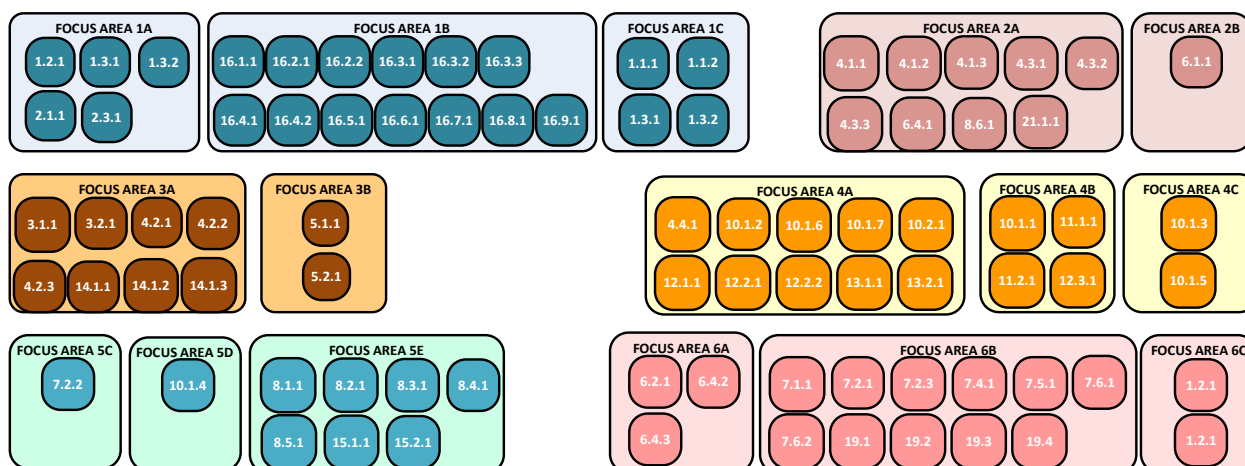 FOCUS AREA 1A
1.2.1 1.3.1 1.3.2
2.1.1 2.3.1
FOCUS AREA 1B
16.1.1 16.2.1 16.2.2 16.3.1 16.3.2 16.3.3
16.4.1 16.4.2 16.5.1 16.6.1 16.7.1 16.8.1 16.9.1
FOCUS AREA 1C
1.1.1 1.1.2
1.3.1 1.3.2
FOCUS AREA 2A
4.1.1 4.1.2 4.1.3 4.3.1 4.3.2
4.3.3 6.4.1 8.6.1 21.1.1
FOCUS AREA 2B
6.1.1
FOCUS AREA 3A
3.1.1 3.2.1 4.2.1 4.2.2
4.2.3 14.1.1 14.1.2 14.1.3
FOCUS AREA 3B
5.1.1
5.2.1
FOCUS AREA 4A
4.4.1 10.1.2 10.1.6 10.1.7 10.2.1
12.1.1 12.2.1 12.2.2 13.1.1 13.2.1
FOCUS AREA 4B
10.1.1 11.1.1
11.2.1 12.3.1
FOCUS AREA 4C
10.1.3
10.1.5
FOCUS AREA 5C
7.2.2
FOCUS AREA 5D
10.1.4
FOCUS AREA 5E
8.1.1 8.2.1 8.3.1 8.4.1
8.5.1 15.1.1 15.2.1
FOCUS AREA 6A
6.2.1 6.4.2
6.4.3
FOCUS AREA 6B
7.1.1 7.2.1 7.2.3 7.4.1 7.5.1 7.6.1
7.6.2 19.1 19.2 19.3 19.4
FOCUS AREA 6C
1.2.1
1.2.1